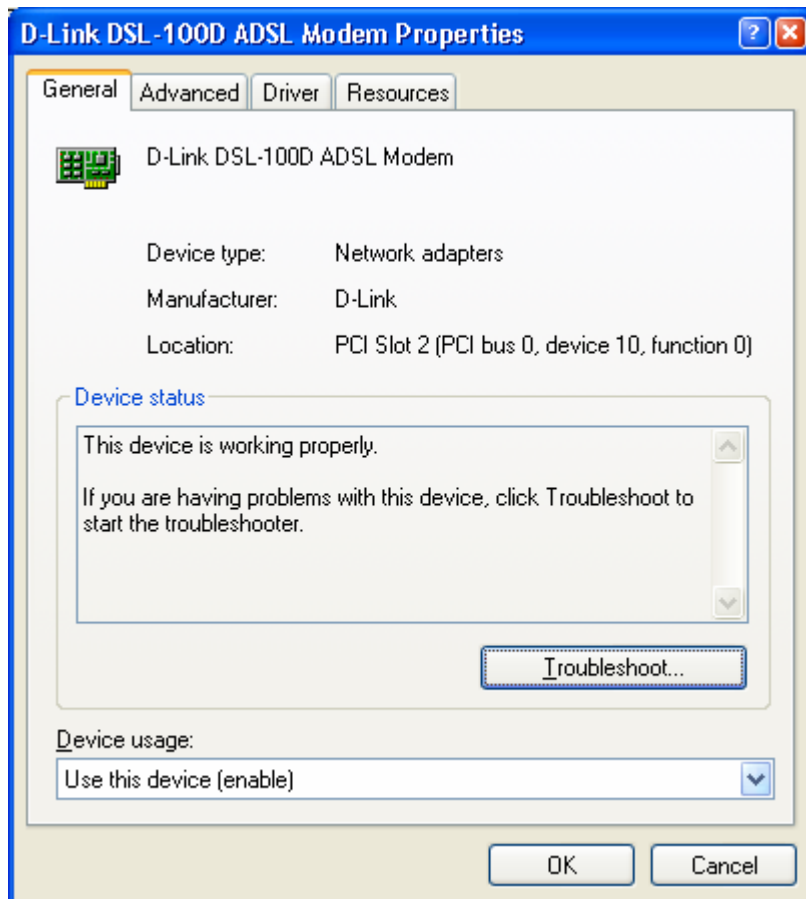 D-Link DSL-100D ADSL Modem Properties
General Advanced Driver Resources
D-Link DSL-100D ADSL Modem
Device type: Network adapters
Manufacturer: D-Link
Location: PCI Slot 2 (PCI bus 0, device 10, function 0)
Device status
This device is working properly.
If you are having problems with this device, click Troubleshoot to
start the troubleshooter.
Troubleshoot...
Device usage:
Use this device (enable)
OK Cancel